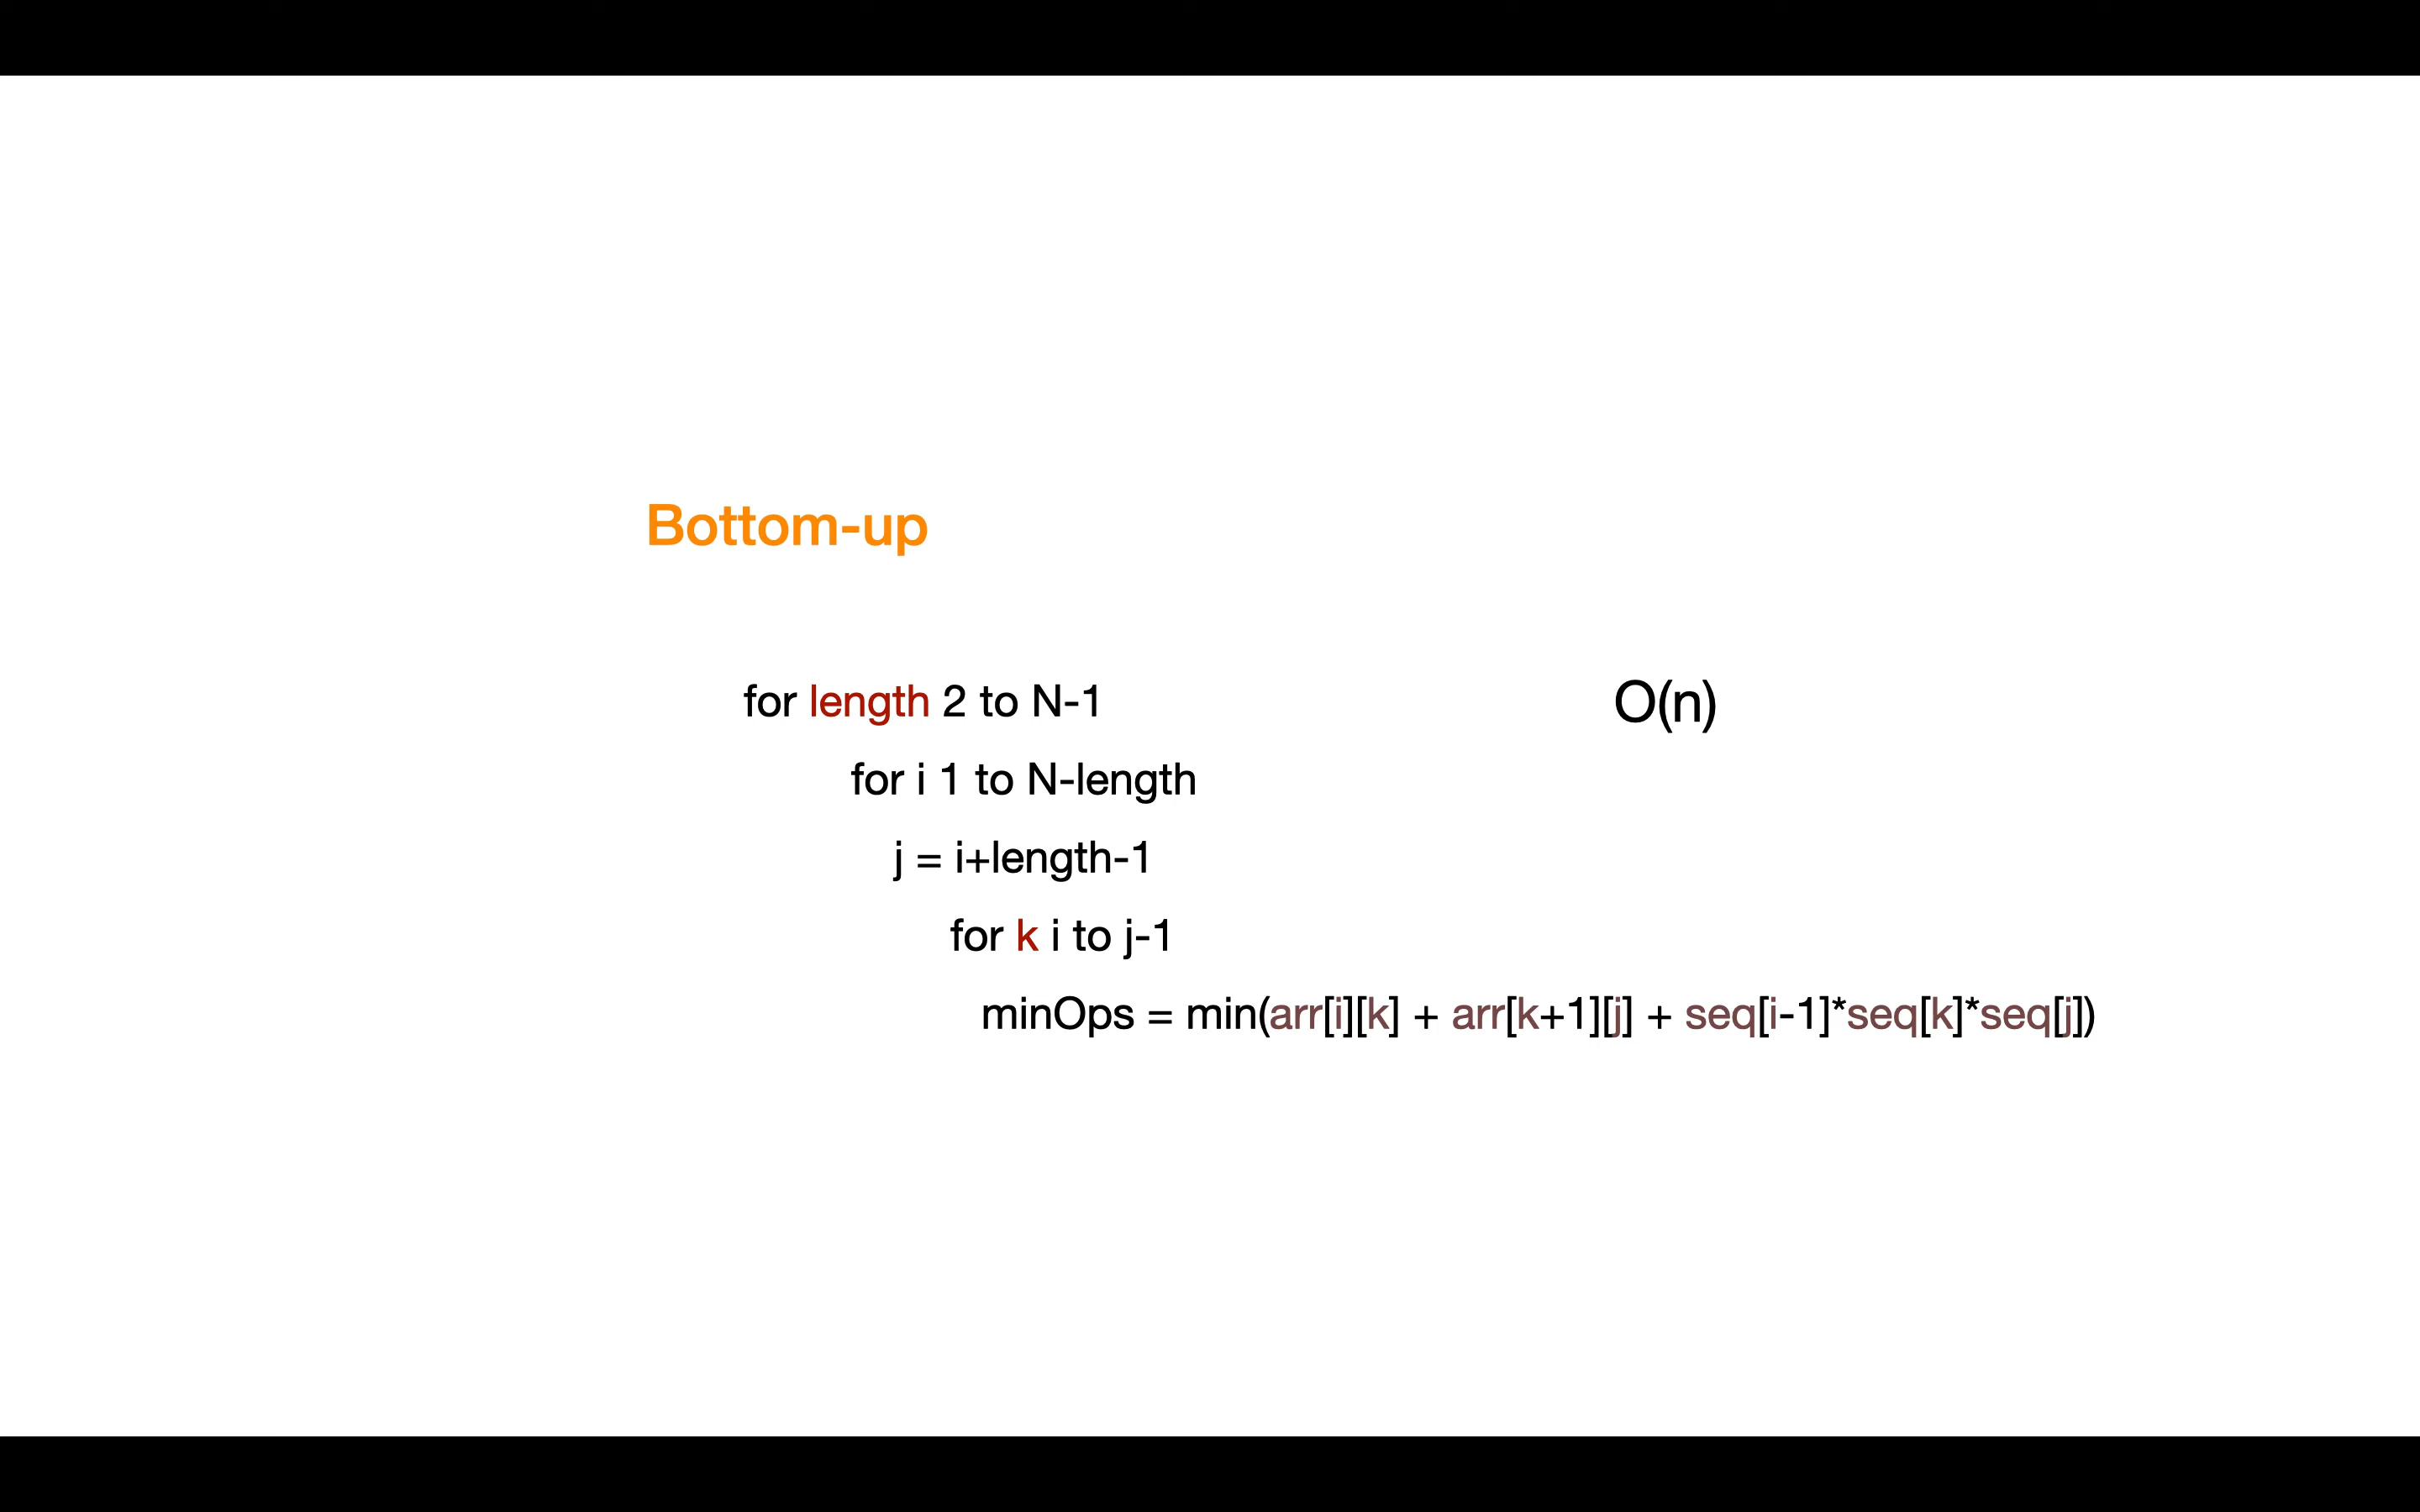 Bottom-up
for length 2 to N-1
O(n)
for i 1 to N-length
j = i+length-1
for k i to j-1
minOps = min(arr[i][k] + arr[k+1][j] + seq[i-1]*seq[k]*seq[j])